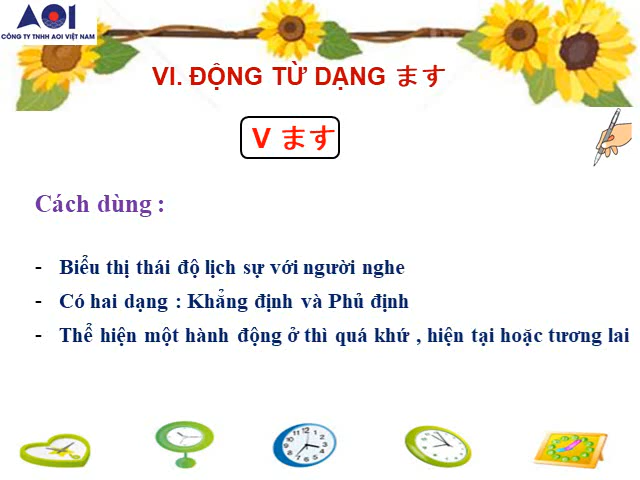 AOI
CÔNG TY TNHH AOI VIỆT NAM
VI. ĐỘNG TỪ DẠNG ます
V ます
Cách dùng :
- Biểu thị thái độ lịch sự với người nghe
- Có hai dạng : Khẳng định và Phủ định
- Thể hiện một hành động ở thì quá khứ , hiện tại hoặc tương lai